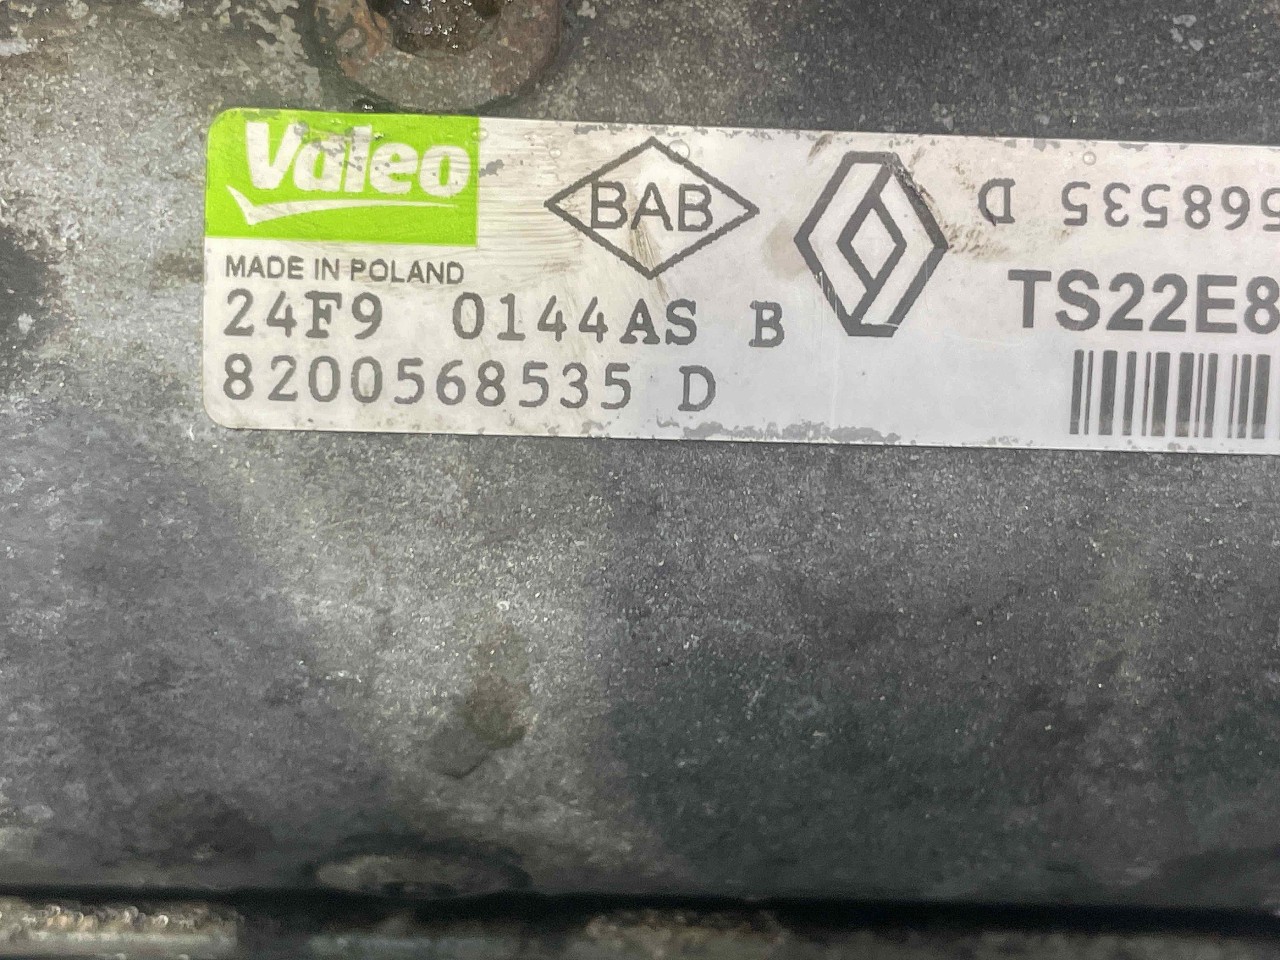 Valeo
BAB
MADE IN POLAND
24F9 0144AS B
8200568535 D
568535 D
TS22E8